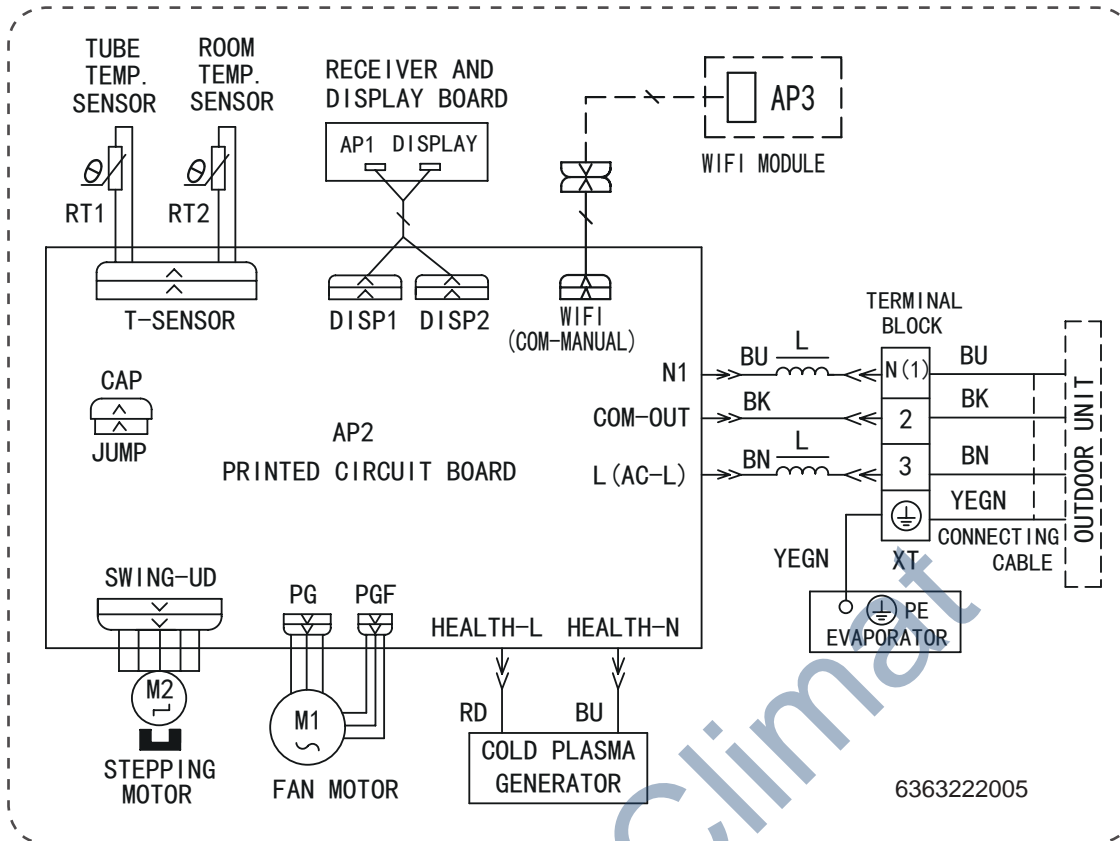 TUBE
TEMP.
SENSOR
ROOM
TEMP.
SENSOR
RECEIVER AND
DISPLAY BOARD
AP1 DISPLAY
AP3
WIFI MODULE
θ
RT1
θ
RT2
T-SENSOR
DISP1
DISP2
WIFI
(COM-MANUAL)
TERMINAL
BLOCK
CAP
JUMP
AP2
PRINTED CIRCUIT BOARD
N1
BU
L
N(1)
BU
COM-OUT
BK
2
BK
L(AC-L)
BN
L
3
BN
YEGN
OUTDOOR UNIT
CONNECTING
CABLE
YEGN
XT
PE
EVAPORATOR
SWING-UD
PG
PGF
HEALTH-L
HEALTH-N
M2
M1
RD
BU
STEPPING
MOTOR
FAN MOTOR
COLD PLASMA
GENERATOR
6363222005
Climat